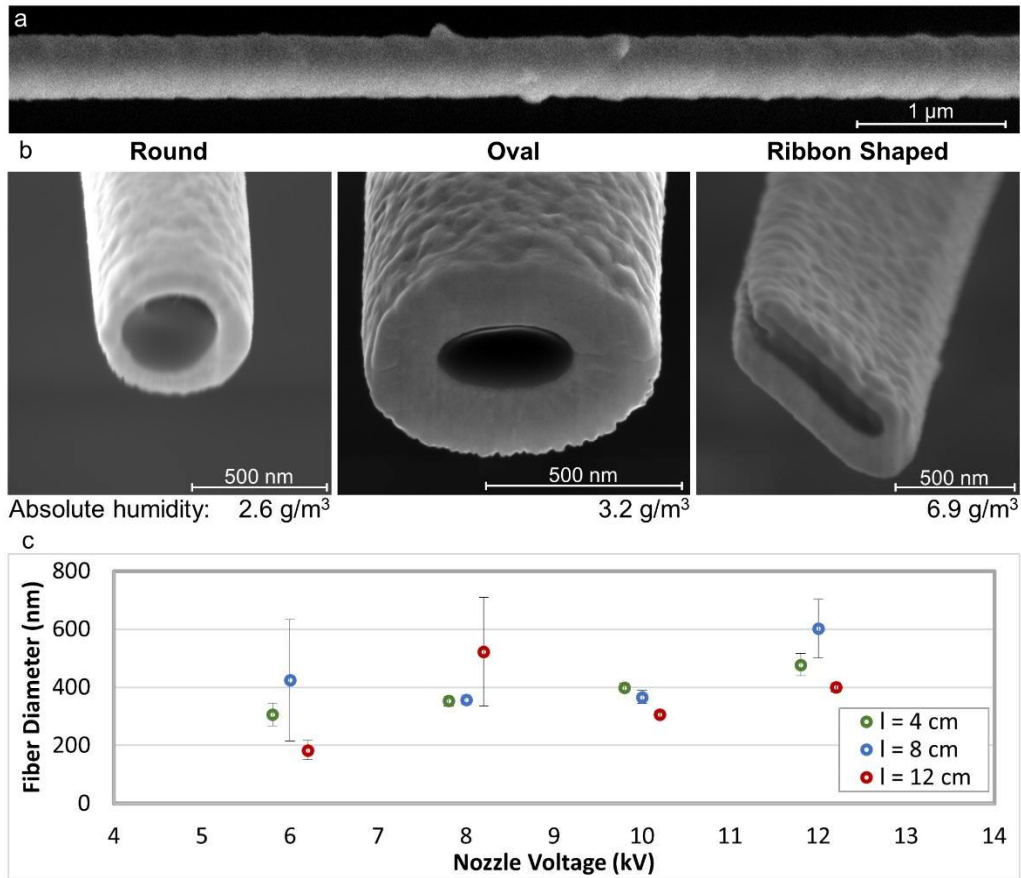 a
1 µm
b
Round
Oval
Ribbon Shaped
500 nm
500 nm
500 nm
Absolute humidity: 2.6 g/m³
3.2 g/m³
6.9 g/m³
c
800
600
400
200
0
Fiber Diameter (nm)
4 5 6 7 8 9 10 11 12 13 14
Nozzle Voltage (kV)
l = 4 cm
l = 8 cm
l = 12 cm